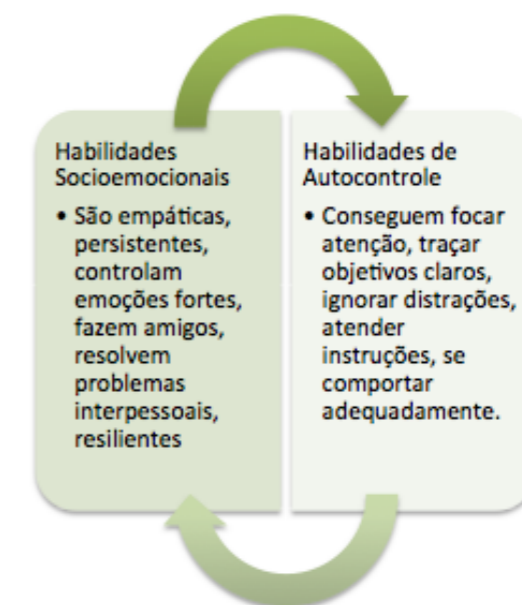 Habilidades
Socioemocionais
• São empáticas,
persistentes,
controlam
emoções fortes,
fazem amigos,
resolvem
problemas
interpessoais,
resilientes
Habilidades de
Autocontrole
• Conseguem focar
atenção, traçar
objetivos claros,
ignorar distrações,
atender
instruções, se
comportar
adequadamente.